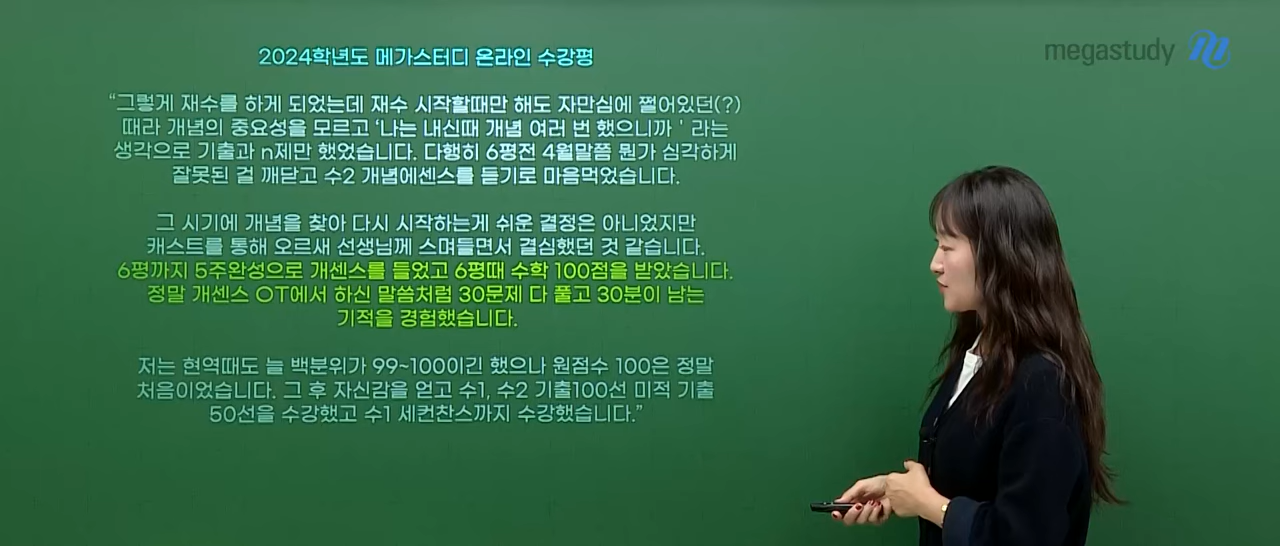 2024학년도 메가스터디 온라인 수강평
megastudy
“그렇게 재수를 하게 되었는데 재수 시작할때만 해도 자만심에 쩔어있던(?)
때라 개념의 중요성을 모르고 ‘나는 내신때 개념 여러 번 했으니까 ' 라는
생각으로 기출과 n제만 했었습니다. 다행히 6평전 4월말쯤 뭔가 심각하게
잘못된 걸 깨닫고 수2 개념에센스를 듣기로 마음먹었습니다.
그 시기에 개념을 찾아 다시 시작하는게 쉬운 결정은 아니었지만
캐스트를 통해 오르새 선생님께 스며들면서 결심했던 것 같습니다.
6평까지 5주완성으로 개센스를 들었고 6평때 수학 100점을 받았습니다.
정말 개센스 OT에서 하신 말씀처럼 30문제 다 풀고 30분이 남는
기적을 경험했습니다.
저는 현역때도 늘 백분위가 99~100이긴 했으나 원점수 100은 정말
처음이었습니다. 그 후 자신감을 얻고 수1, 수2 기출100선 미적 기출
50선을 수강했고 수1 세컨찬스까지 수강했습니다.”